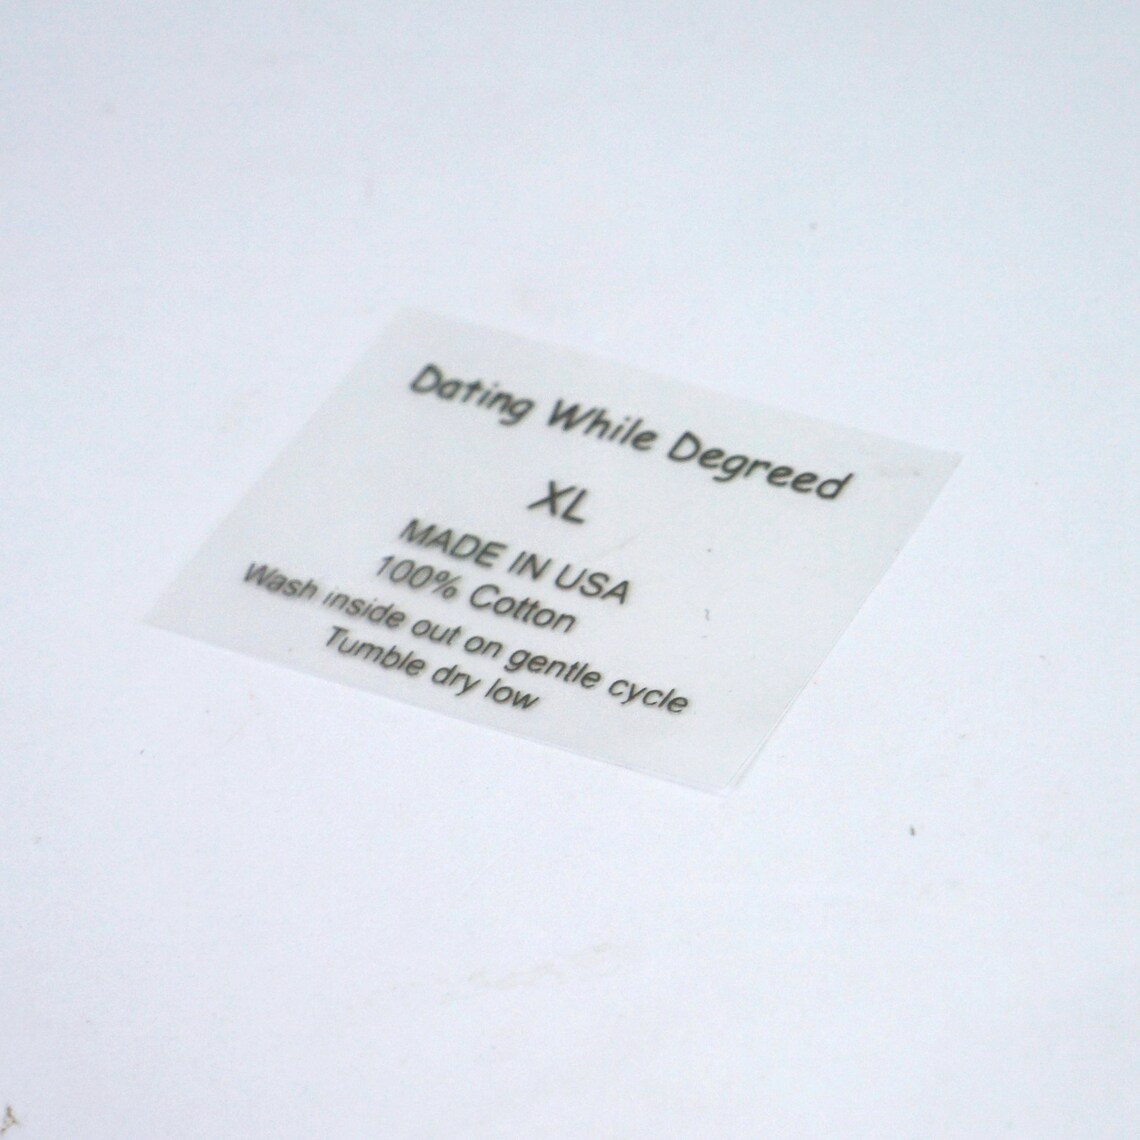 Dating While Degreed
XL
MADE IN USA
100% Cotton
Wash inside out on gentle cycle
Tumble dry low